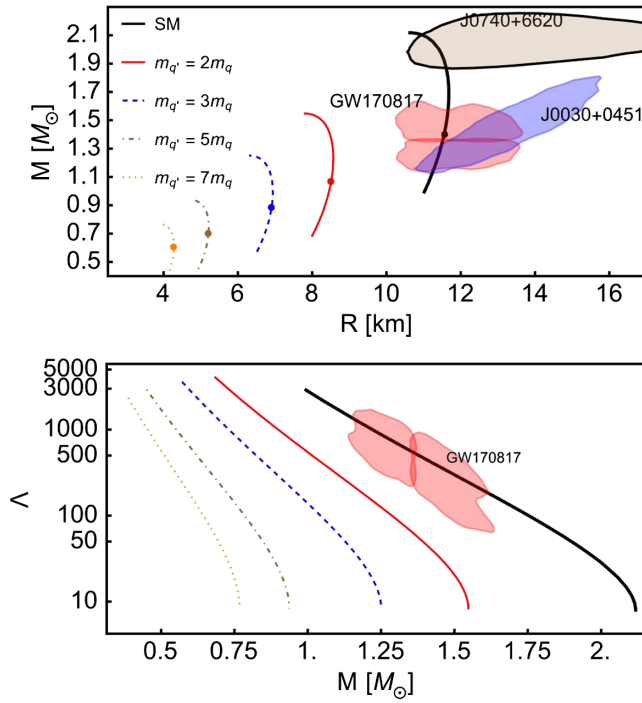 J0740+6620
SM
m_q' = 2m_q
m_q' = 3m_q
m_q' = 5m_q
m_q' = 7m_q
GW170817
J0030+0451
2.1
1.9
1.7
1.5
1.3
1.1
0.9
0.7
0.5
M [M⊙]
4 6 8 10 12 14 16
R [km]
5000
3000
1000
500
100
50
10
Λ
GW170817
0.5 0.75 1. 1.25 1.5 1.75 2.
M [M⊙]